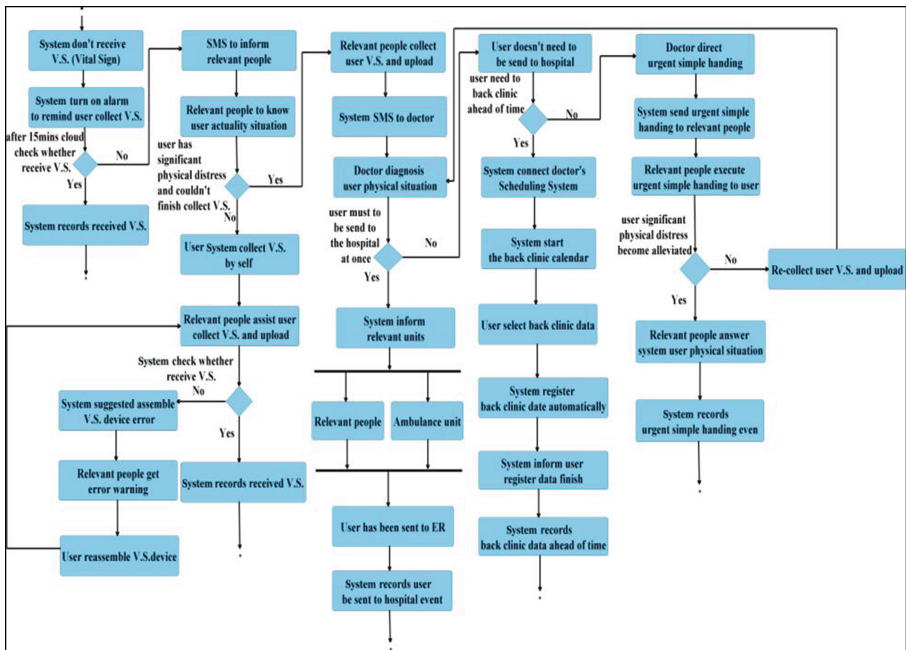 System don't receive
V.S. (Vital Sign)
System turn on alarm
to remind user collect V.S.
after 15mins cloud
check whether
receive V.S.
No
Yes
System records received V.S.
SMS to inform
relevant people
Relevant people to know
user actuality situation
user has
significant
physical distress
and couldn't
finish collect V.S.
Yes
No
User System collect V.S.
by self
Relevant people assist user
collect V.S. and upload
System check whether
receive V.S.
No
Yes
System suggested assemble
V.S. device error
Relevant people get
error warning
User reassemble V.S.device
System records received V.S.
Relevant people collect
user V.S. and upload
System SMS to doctor
Doctor diagnosis
user physical situation
user must to
be send to
the hospital
at once
No
Yes
System inform
relevant units
Relevant people
Ambulance unit
User has been sent to ER
System records user
be sent to hospital event
User doesn't need to
be send to hospital
user need to
back clinic
ahead of time
No
Yes
System connect doctor's
Scheduling System
System start
the back clinic calendar
User select back clinic data
System register
back clinic date automatically
System inform user
register data finish
System records
back clinic data ahead of time
Doctor direct
urgent simple handing
System send urgent simple
handing to relevant people
Relevant people execute
urgent simple handing to user
user significant
physical distress
become alleviated
No
Yes
Re-collect user V.S. and upload
Relevant people answer
system user physical situation
System records
urgent simple handing even